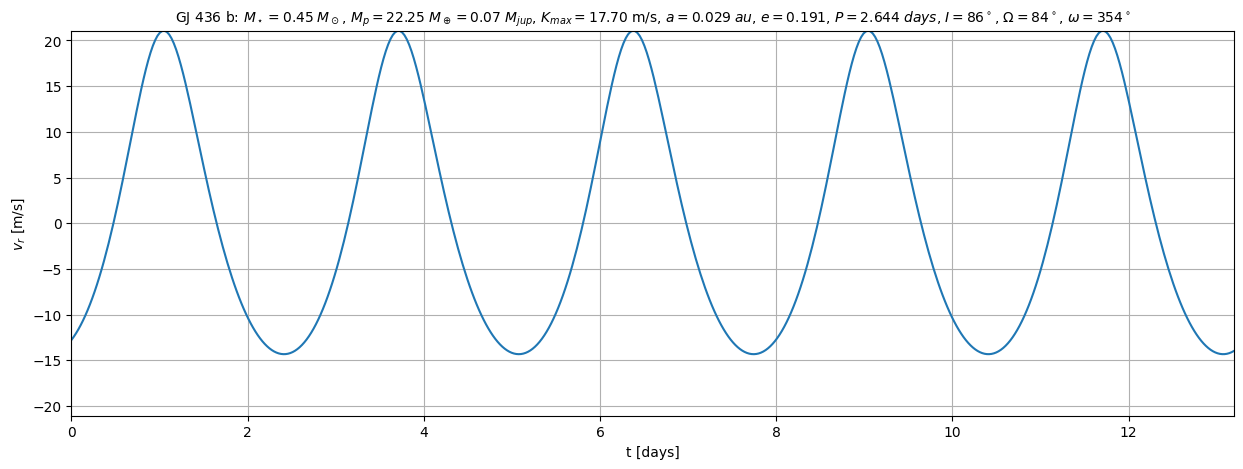 GJ 436 b: M⋆ = 0.45 M⊙, Mp = 22.25 M⊕ = 0.07 Mjup, Kmax = 17.70 m/s, a = 0.029 au, e = 0.191, P = 2.644 days, I = 86°, Ω = 84°, ω = 354°
20
15
10
5
0
−5
−10
−15
−20
vr [m/s]
0 2 4 6 8 10 12
t [days]